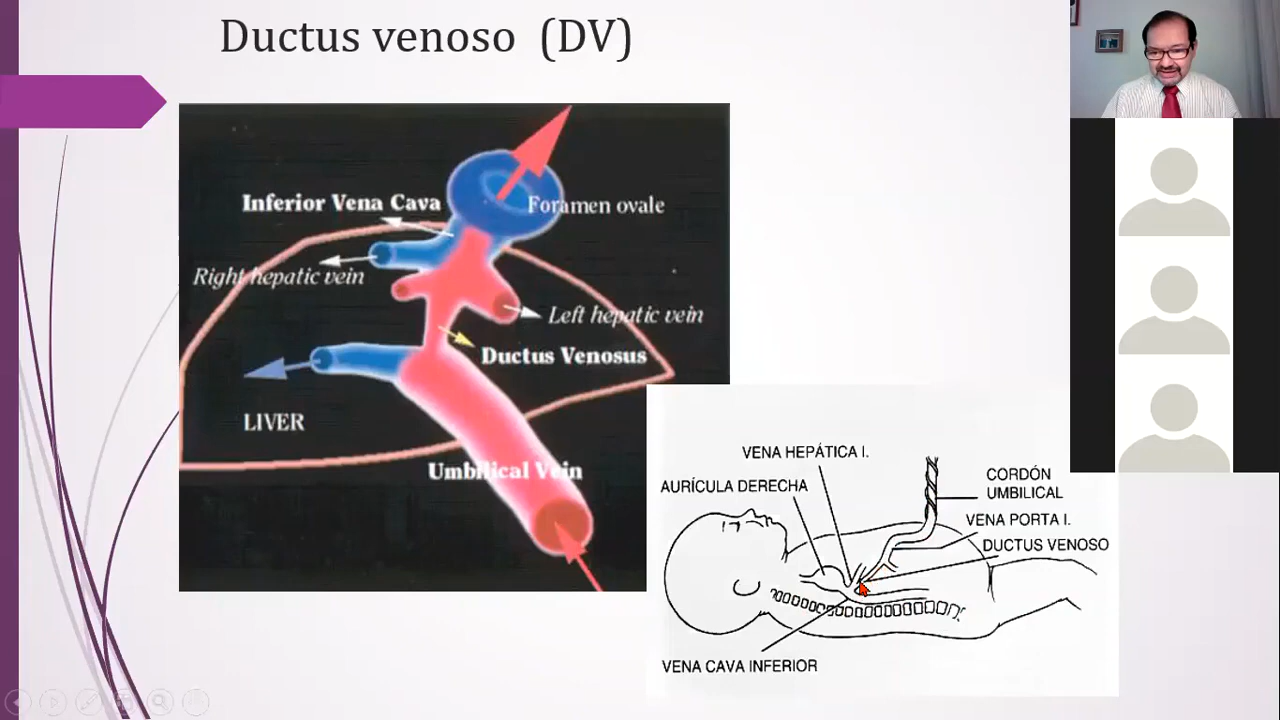 Ductus venoso (DV)
Inferior Vena Cava
Foramen ovale
Right hepatic vein
Left hepatic vein
Ductus Venosus
LIVER
Umbilical Vein
VENA HEPÁTICA I.
AURÍCULA DERECHA
CORDÓN
UMBILICAL
VENA PORTA I.
DUCTUS VENOSO
VENA CAVA INFERIOR